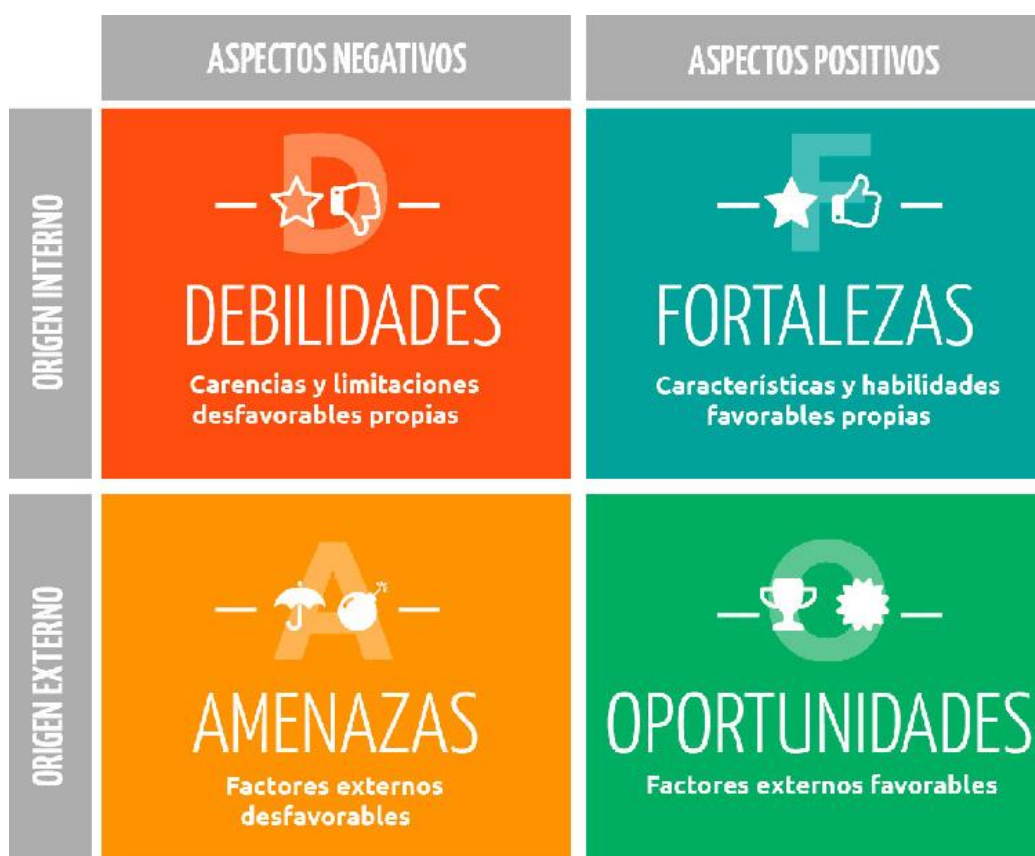 ASPECTOS NEGATIVOS
ASPECTOS POSITIVOS
ORIGEN INTERNO
D
DEBILIDADES
Carencias y limitaciones
desfavorables propias
F
FORTALEZAS
Características y habilidades
favorables propias
ORIGEN EXTERNO
A
AMENAZAS
Factores externos
desfavorables
O
OPORTUNIDADES
Factores externos favorables